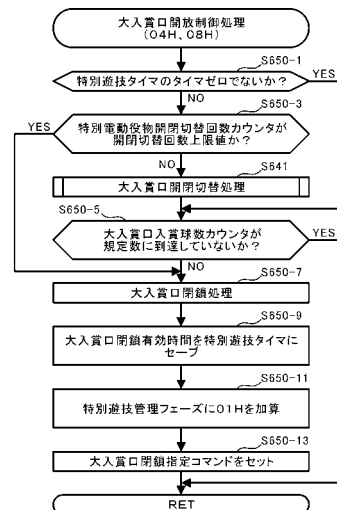 大入賞口開放制御処理
(04H、08H)
S650-1
特別遊技タイマのタイマゼロでないか？
YES
NO
S650-3
YES
特別電動役物開閉切替回数カウンタが
開閉切替回数上限値か？
NO
S641
大入賞口開閉切替処理
S650-5
大入賞口入賞球数カウンタが
規定数に到達していないか？
YES
NO
S650-7
大入賞口閉鎖処理
S650-9
大入賞口閉鎖有効時間を特別遊技タイマに
セーブ
S650-11
特別遊技管理フェーズに01Hを加算
S650-13
大入賞口閉鎖指定コマンドをセット
RET